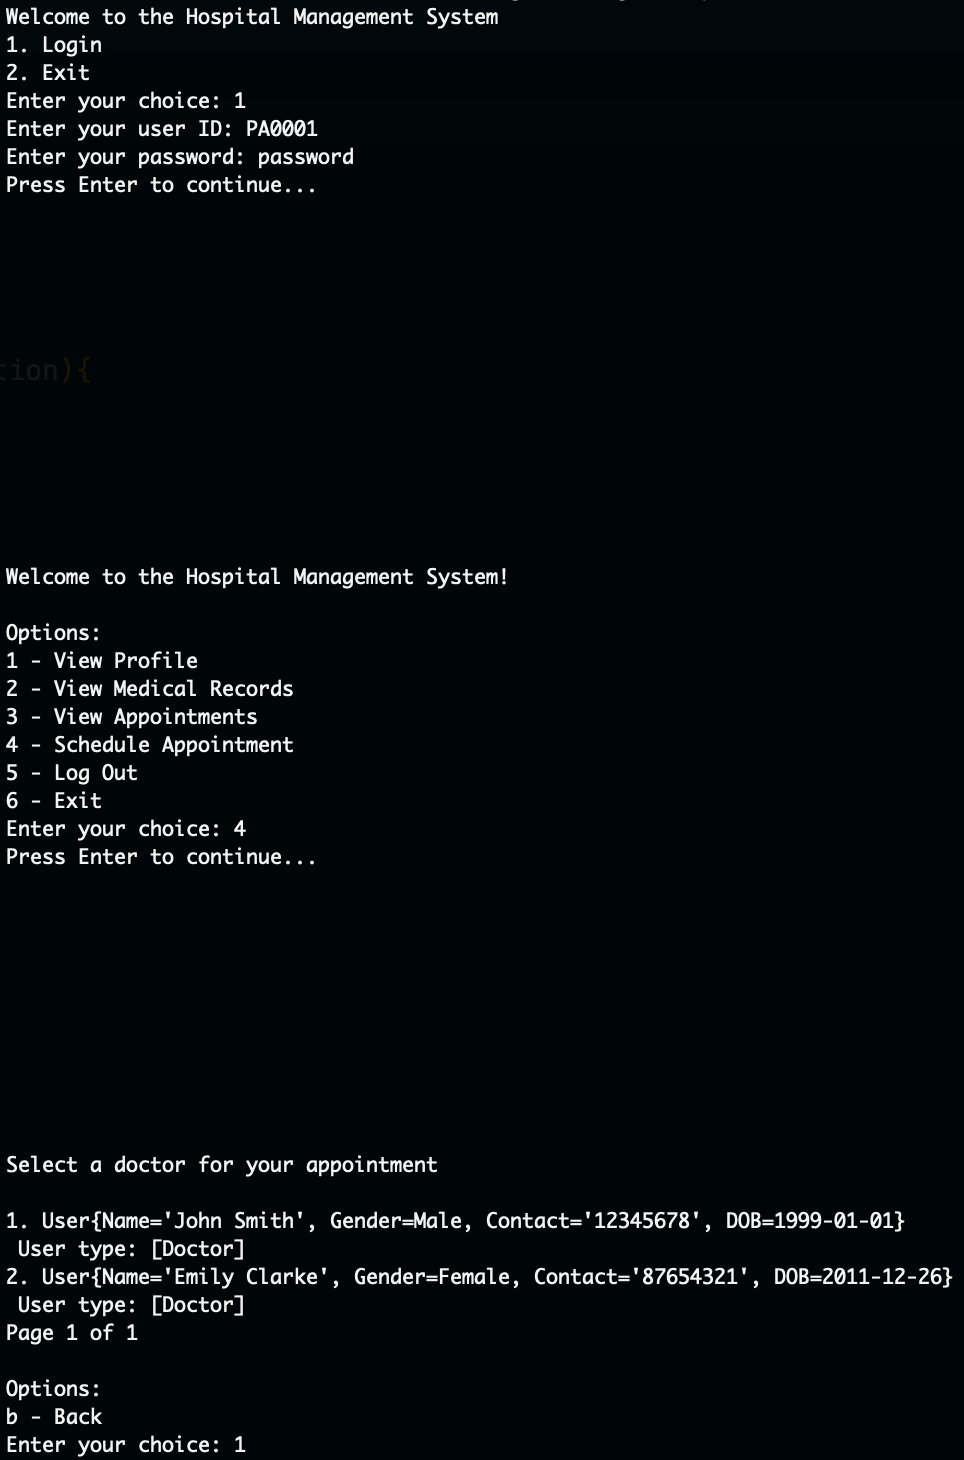 Welcome to the Hospital Management System
1. Login
2. Exit
Enter your choice: 1
Enter your user ID: PA0001
Enter your password: password
Press Enter to continue...
tion){
Welcome to the Hospital Management System!
Options:
1 - View Profile
2 - View Medical Records
3 - View Appointments
4 - Schedule Appointment
5 - Log Out
6 - Exit
Enter your choice: 4
Press Enter to continue...
Select a doctor for your appointment
1. User{Name='John Smith', Gender=Male, Contact='12345678', DOB=1999-01-01}
User type: [Doctor]
2. User{Name='Emily Clarke', Gender=Female, Contact='87654321', DOB=2011-12-26}
User type: [Doctor]
Page 1 of 1
Options:
b - Back
Enter your choice: 1